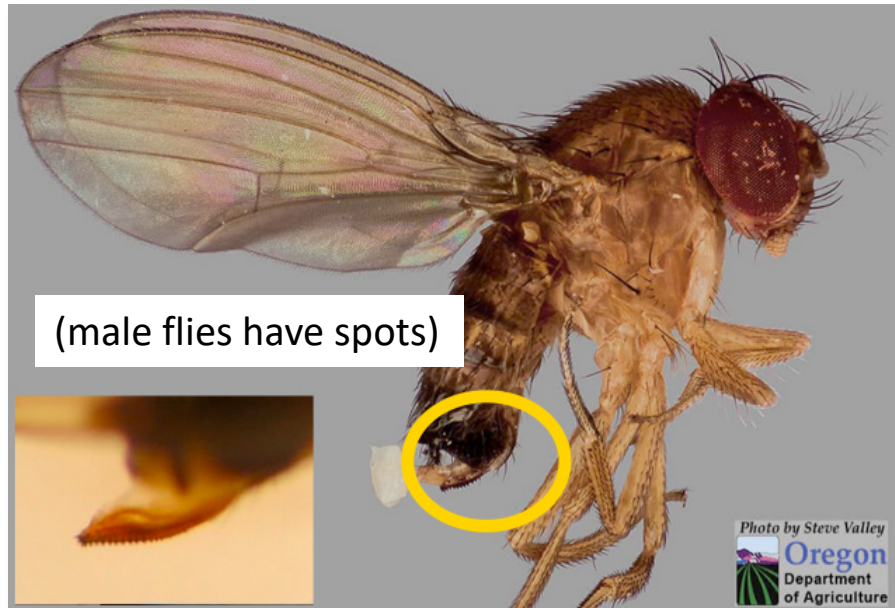 (male flies have spots)
Photo by Steve Valley
Oregon
Department
of Agriculture